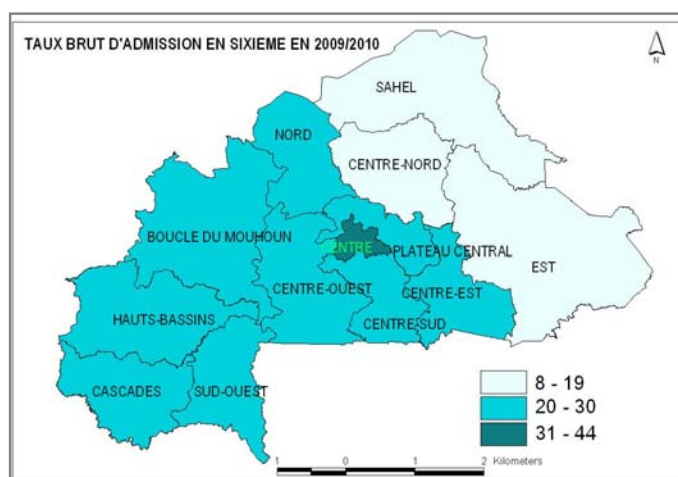 TAUX BRUT D'ADMISSION EN SIXIEME EN 2009/2010
N
SAHEL
NORD
CENTRE-NORD
BOUCLE DU MOUHOUN
CENTRE
PLATEAU CENTRAL
EST
CENTRE-OUEST
CENTRE-EST
HAUTS-BASSINS
CENTRE-SUD
CASCADES
SUD-OUEST
8 - 19
20 - 30
31 - 44
1 0 1 2 Kilometers